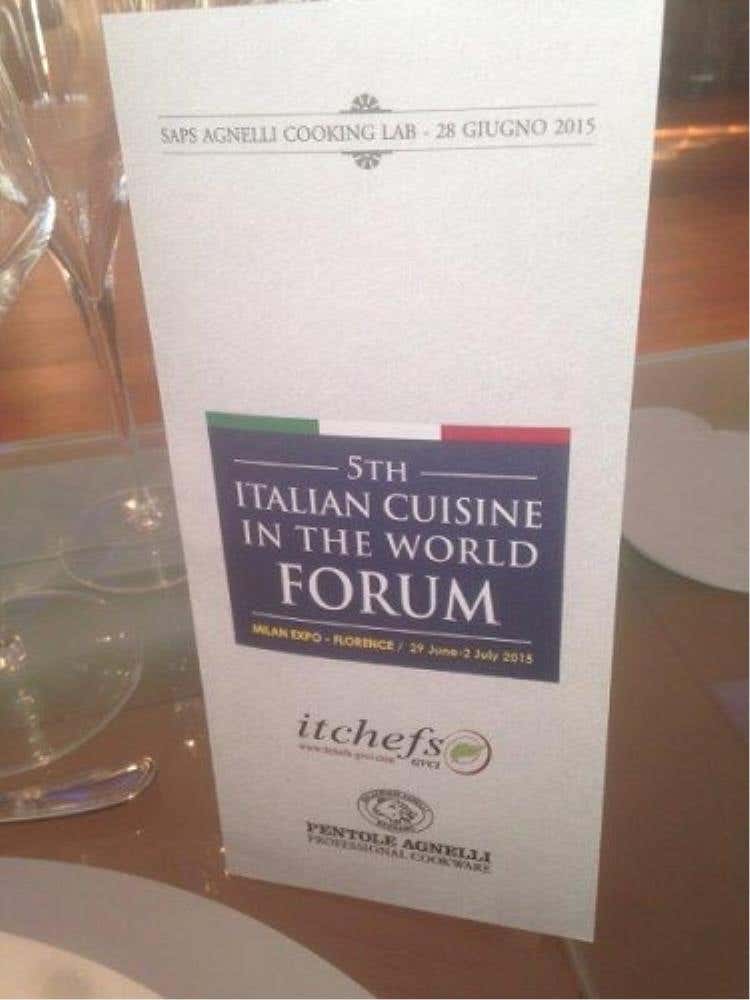 SAPS AGNELLI COOKING LAB - 28 GIUGNO 2015
5TH
ITALIAN CUISINE
IN THE WORLD
FORUM
MILAN EXPO - FLORENCE / 29 June-2 July 2015
itchefs
GVCI
PENTOLE AGNELLI
PROFESSIONAL COOKWARE